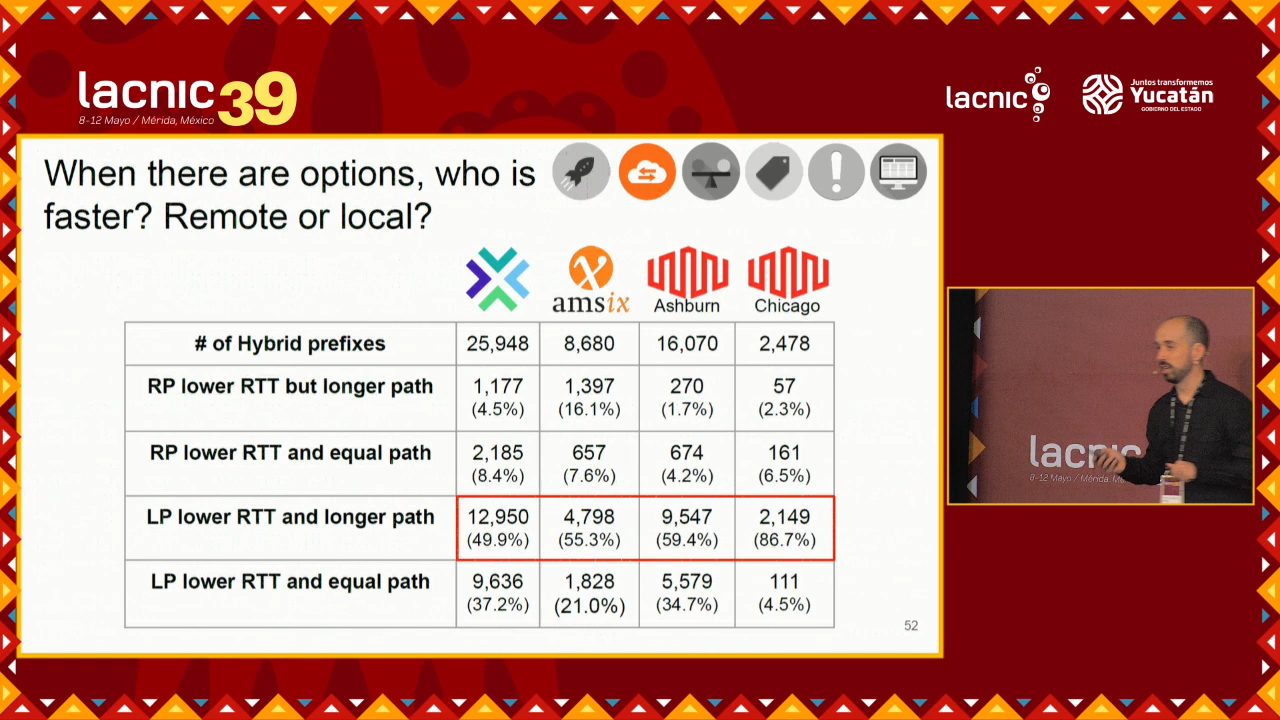 lacnic 39
8-12 Mayo / Mérida, México
lacnic
Juntos transformemos
Yucatán
GOBIERNO DEL ESTADO
When there are options, who is
faster? Remote or local?
amsix
Ashburn
Chicago
# of Hybrid prefixes 25,948 8,680 16,070 2,478
RP lower RTT but longer path 1,177 1,397 270 57
(4.5%) (16.1%) (1.7%) (2.3%)
RP lower RTT and equal path 2,185 657 674 161
(8.4%) (7.6%) (4.2%) (6.5%)
LP lower RTT and longer path 12,950 4,798 9,547 2,149
(49.9%) (55.3%) (59.4%) (86.7%)
LP lower RTT and equal path 9,636 1,828 5,579 111
(37.2%) (21.0%) (34.7%) (4.5%)
52
lacnic
8-12 Mayo / Mérida,